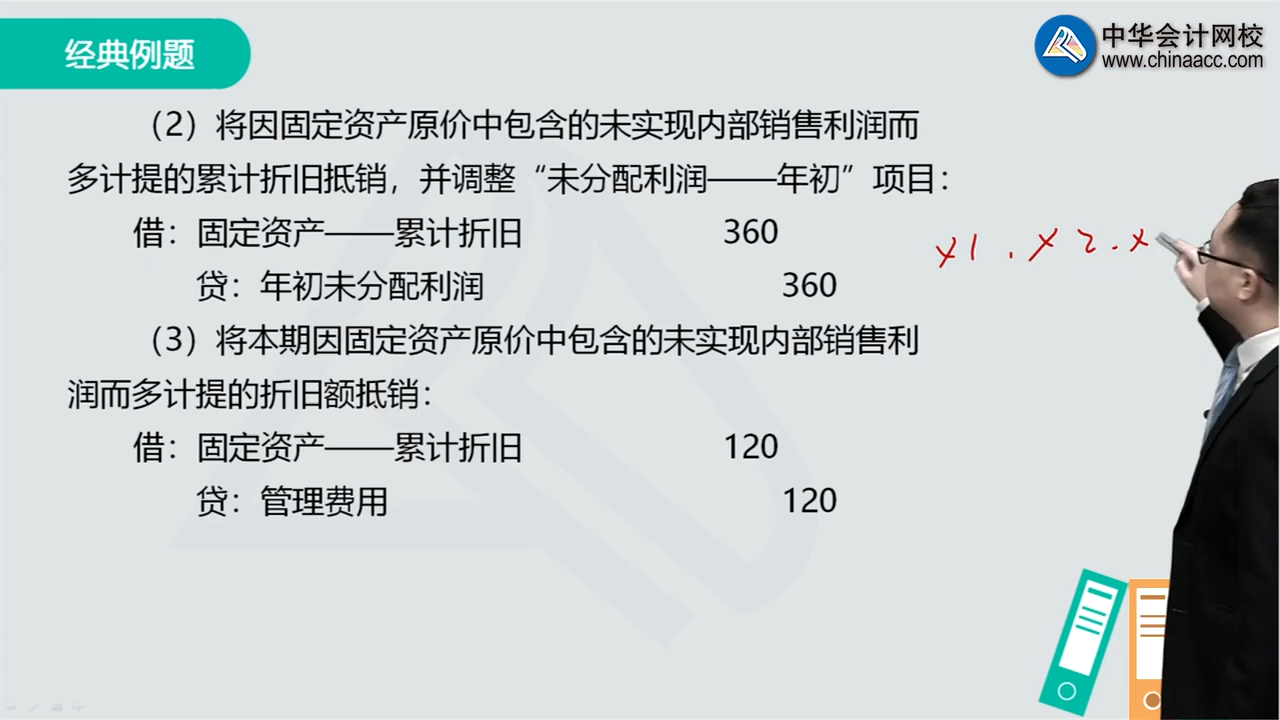 经典例题
中华会计网校
www.chinaacc.com
（2）将因固定资产原价中包含的未实现内部销售利润而
多计提的累计折旧抵销，并调整“未分配利润——年初”项目：
借：固定资产——累计折旧 360
x1 . x2 . x
贷：年初未分配利润 360
（3）将本期因固定资产原价中包含的未实现内部销售利
润而多计提的折旧额抵销：
借：固定资产——累计折旧 120
贷：管理费用 120